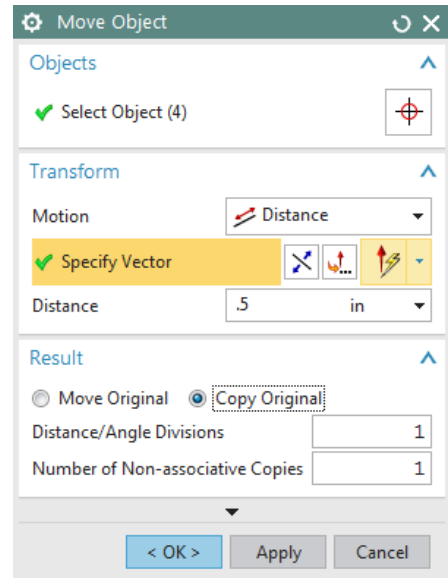 Move Object
Objects
Select Object (4)
Transform
Motion Distance
Specify Vector
Distance .5 in
Result
Move Original Copy Original
Distance/Angle Divisions 1
Number of Non-associative Copies 1
< OK > Apply Cancel